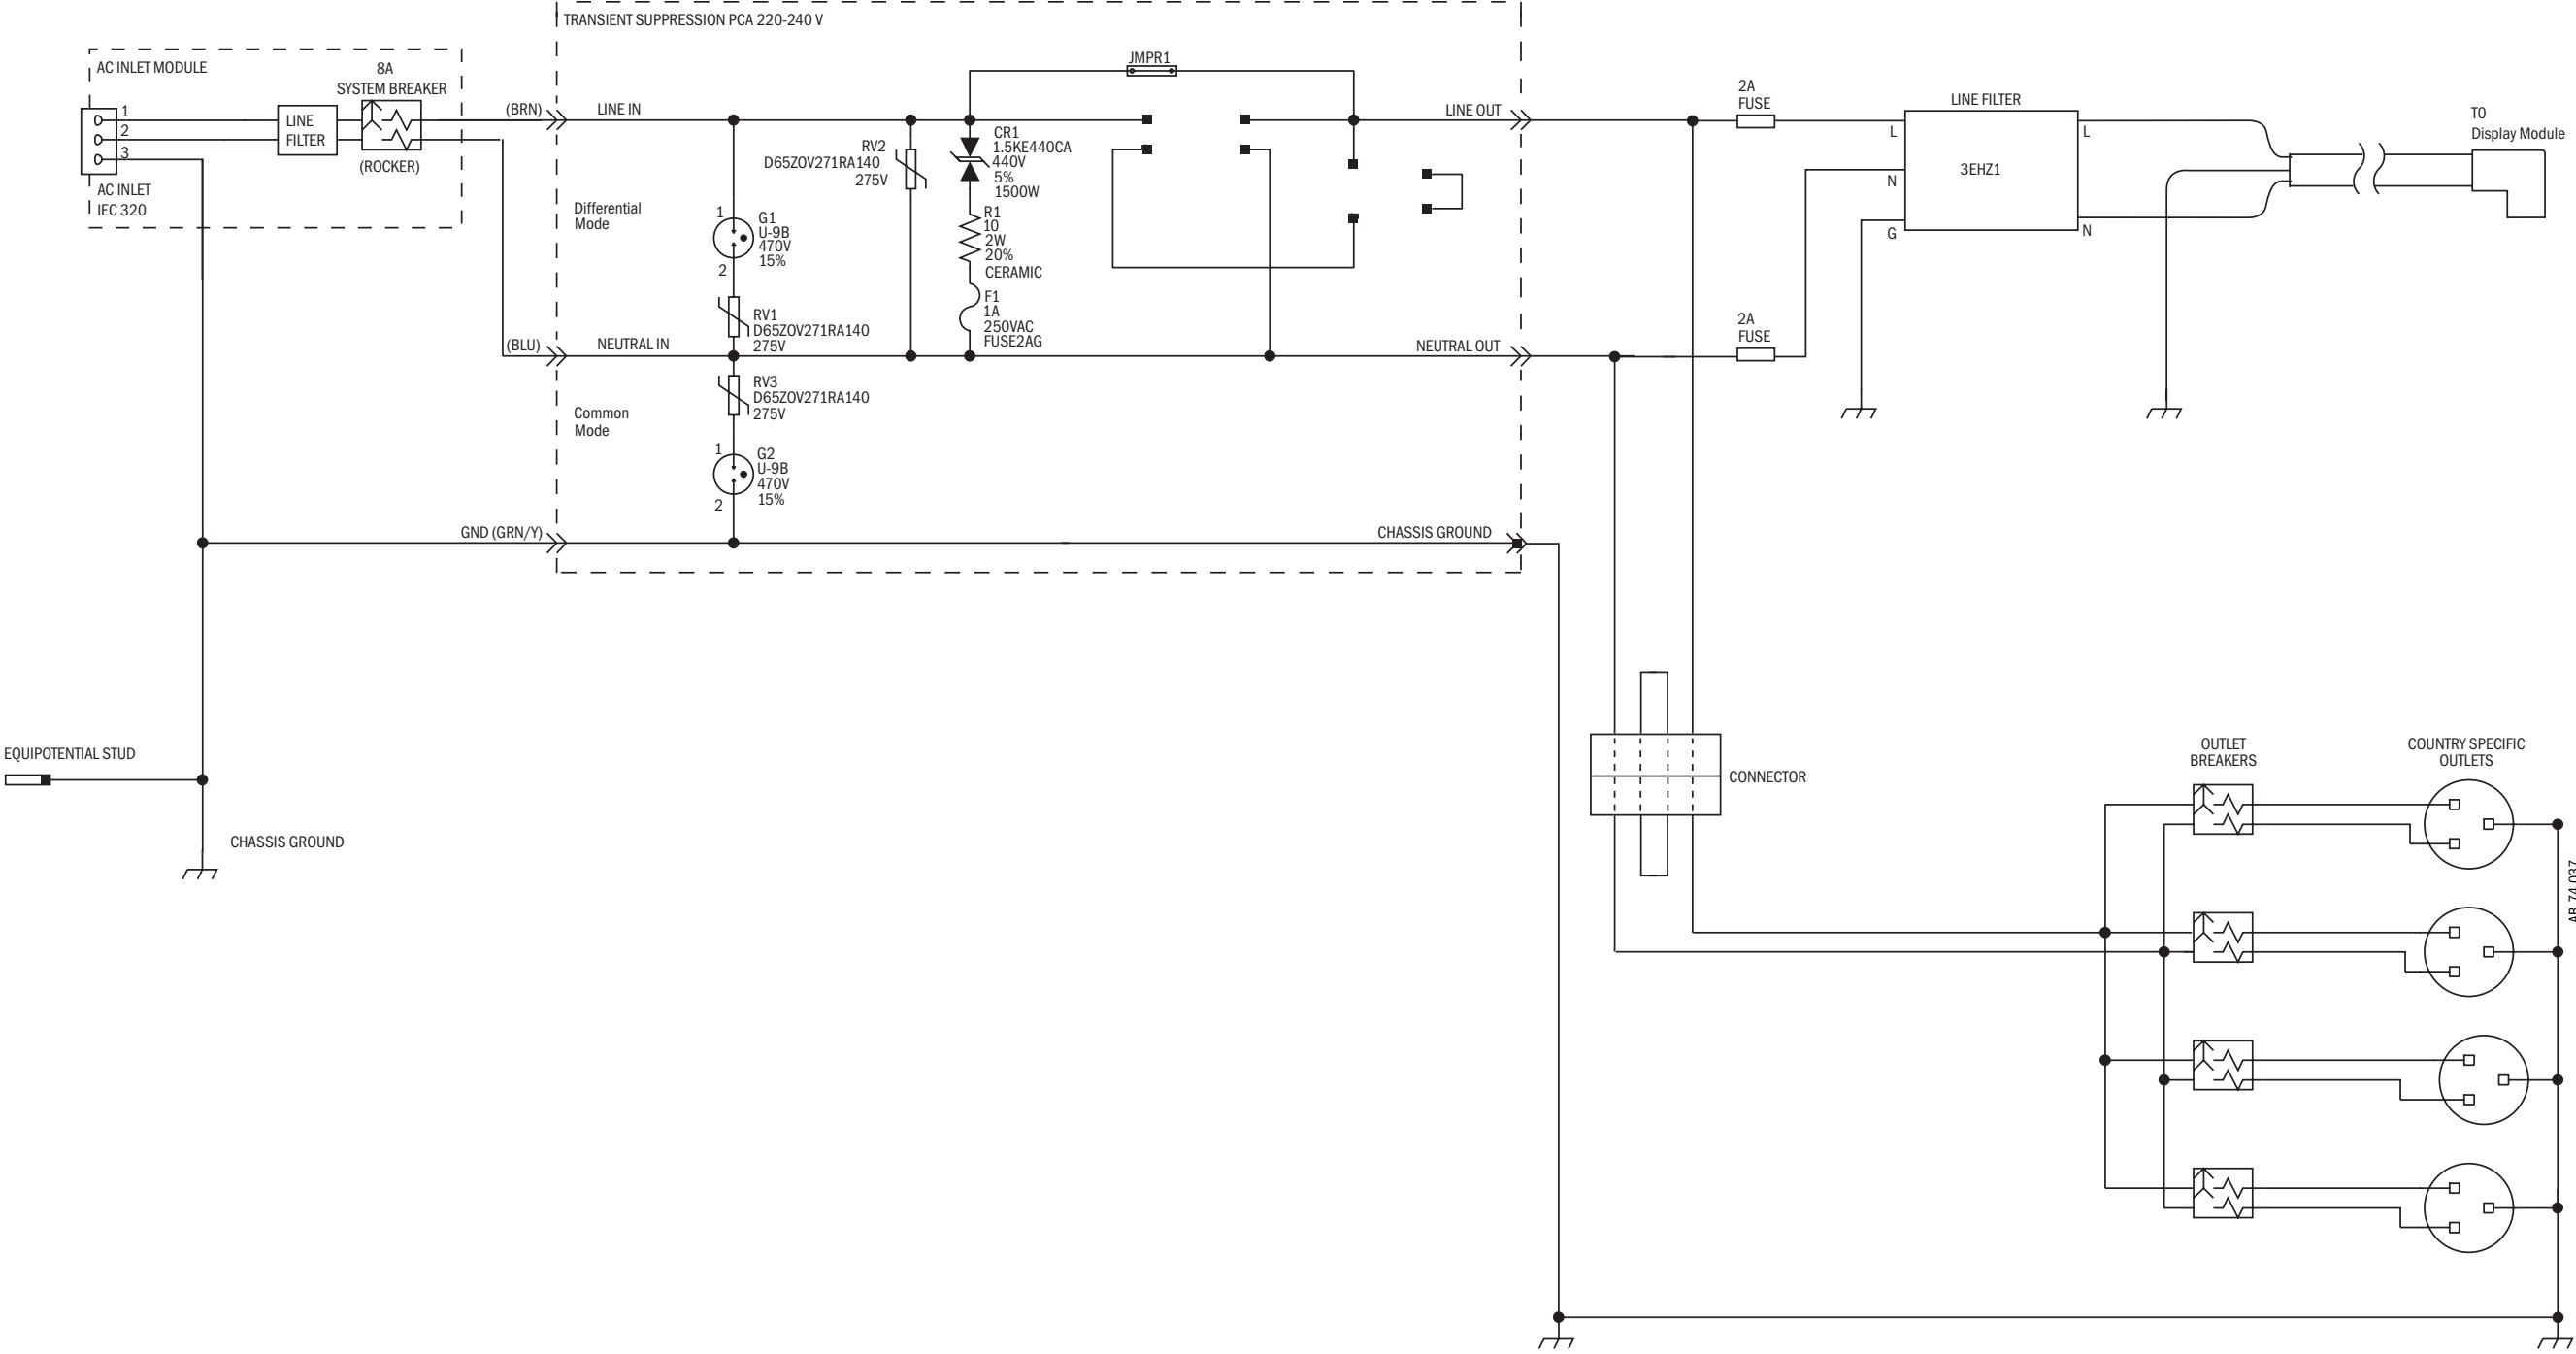 TRANSIENT SUPPRESSION PCA 220-240 V
AC INLET MODULE
8A
SYSTEM BREAKER
1
2
3
LINE
FILTER
(ROCKER)
AC INLET
IEC 320
(BRN)
LINE IN
JMPR1
LINE OUT
CR1
1.5KE440CA
440V
5%
1500W
RV2
D65ZOV271RA140
275V
Differential
Mode
1
G1
U-9B
470V
15%
2
R1
10
2W
20%
CERAMIC
F1
1A
250VAC
FUSE2AG
RV1
D65ZOV271RA140
275V
(BLU)
NEUTRAL IN
NEUTRAL OUT
RV3
D65ZOV271RA140
275V
Common
Mode
1
G2
U-9B
470V
15%
2
GND (GRN/Y)
CHASSIS GROUND
2A
FUSE
LINE FILTER
L
N
G
3EHZ1
L
N
TO
Display Module
2A
FUSE
EQUIPOTENTIAL STUD
CHASSIS GROUND
CONNECTOR
OUTLET
BREAKERS
COUNTRY SPECIFIC
OUTLETS